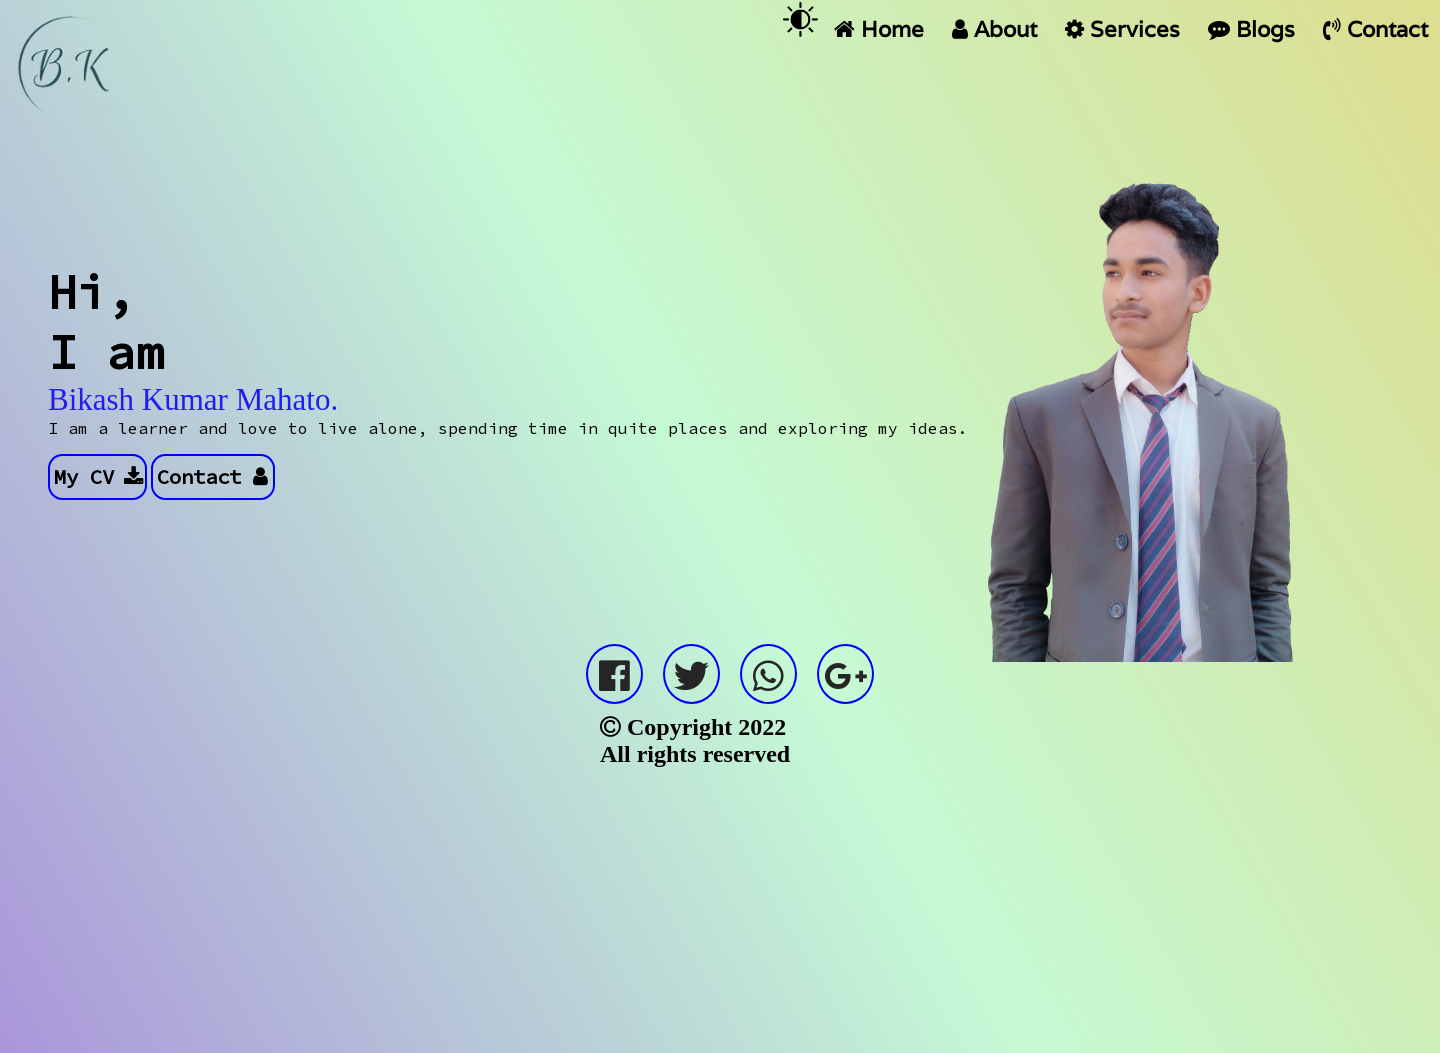 B.K
Home About Services Blogs Contact
Hi,
I am
Bikash Kumar Mahato.
I am a learner and love to live alone, spending time in quite places and exploring my ideas.
My CV Contact
© Copyright 2022
All rights reserved